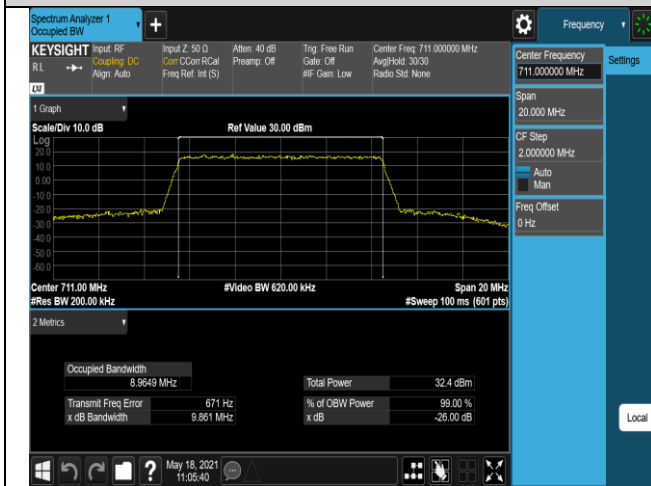 Spectrum Analyzer 1
Occupied BW
+
Frequency
KEYSIGHT
RL
LXI
Input: RF
Coupling: DC
Align: Auto
Input Z: 50 Ω
Corr CCorr RCal
Freq Ref: Int (S)
Atten: 40 dB
Preamp: Off
Trig: Free Run
Gate: Off
#IF Gain: Low
Center Freq: 711.000000 MHz
Avg|Hold: 30/30
Radio Std: None
Center Frequency
711.000000 MHz
Settings
Span
20.000 MHz
CF Step
2.000000 MHz
Auto
Man
Freq Offset
0 Hz
Local
1 Graph
Scale/Div 10.0 dB
Ref Value 30.00 dBm
Log
20.0
10.0
0.00
-10.0
-20.0
-30.0
-40.0
-50.0
-60.0
Center 711.00 MHz
#Video BW 620.00 kHz
Span 20 MHz
#Res BW 200.00 kHz
#Sweep 100 ms (601 pts)
2 Metrics
Occupied Bandwidth
8.9649 MHz
Total Power 32.4 dBm
Transmit Freq Error 671 Hz
% of OBW Power 99.00 %
x dB Bandwidth 9.861 MHz
x dB -26.00 dB
?
May 18, 2021
11:05:40